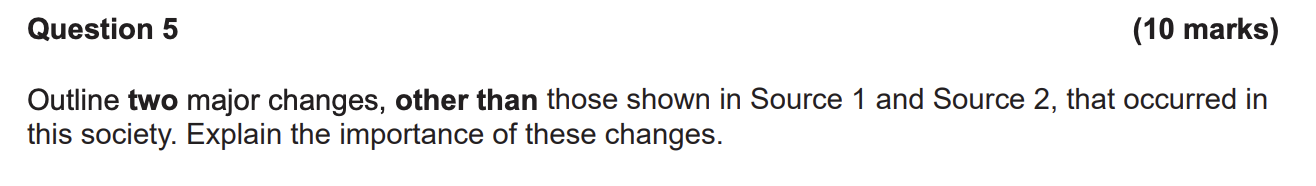 Question 5 (10 marks)
Outline two major changes, other than those shown in Source 1 and Source 2, that occurred in
this society. Explain the importance of these changes.